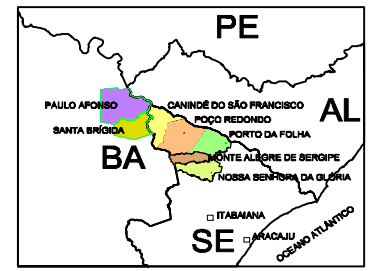 PE
PAULO AFONSO
CANINDÉ DO SÃO FRANCISCO
AL
POÇO REDONDO
SANTA BRÍGIDA
PORTO DA FOLHA
BA
MONTE ALEGRE DE SERGIPE
NOSSA SENHORA DA GLÓRIA
ITABAIANA
SE
ARACAJU
OCEANO ATLÂNTICO